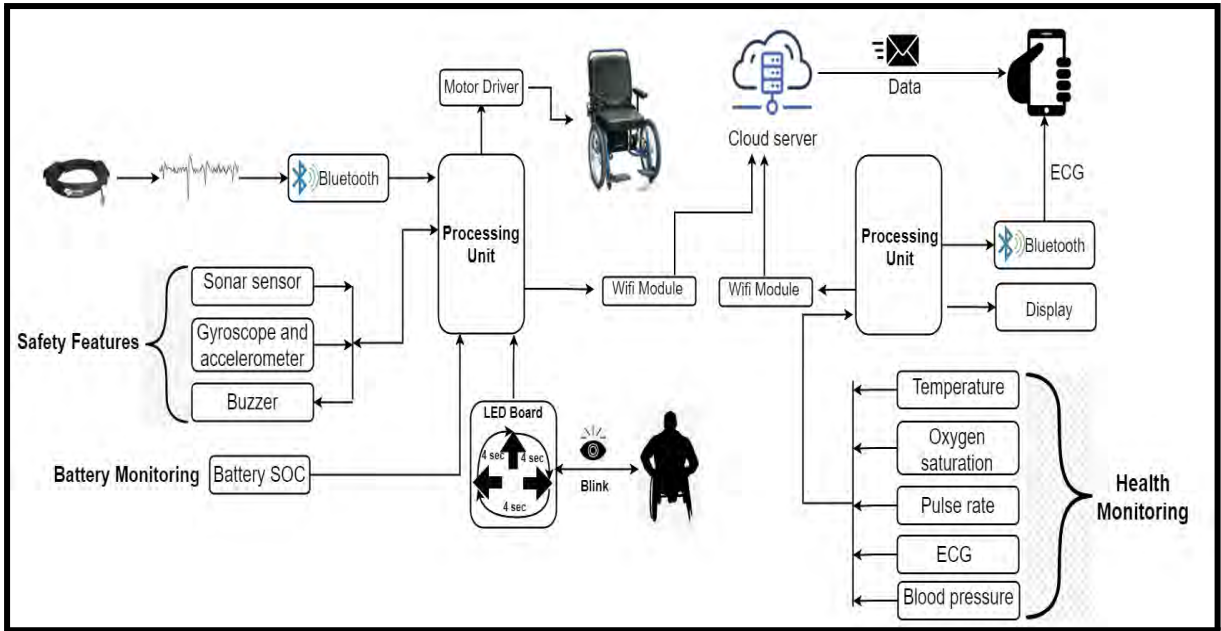 Motor Driver
Cloud server
Data
Bluetooth
Processing
Unit
Wifi Module
Wifi Module
Processing
Unit
ECG
Bluetooth
Display
Safety Features
Sonar sensor
Gyroscope and
accelerometer
Buzzer
Battery Monitoring
Battery SOC
LED Board
4 sec
4 sec
4 sec
Blink
Temperature
Oxygen
saturation
Pulse rate
ECG
Blood pressure
Health
Monitoring